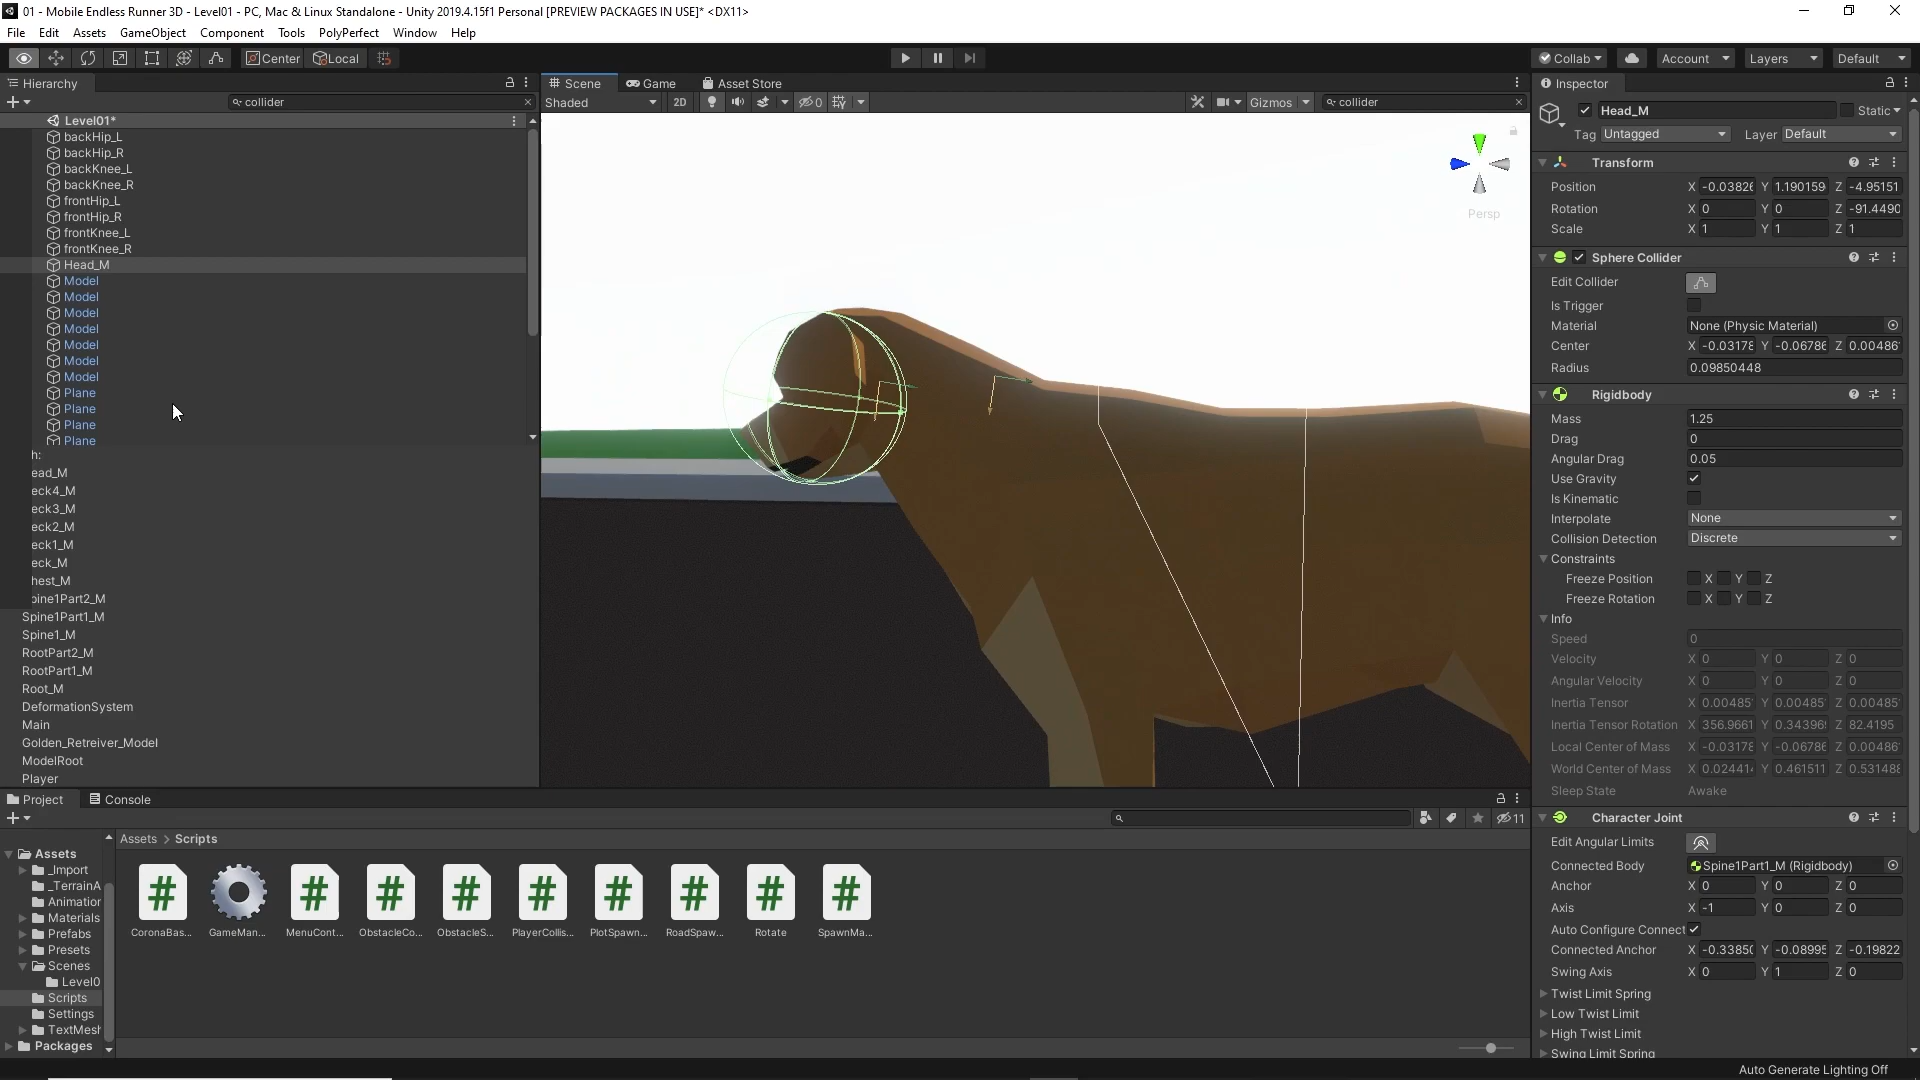 01 - Mobile Endless Runner 3D - Level01 - PC, Mac & Linux Standalone - Unity 2019.4.15f1 Personal [PREVIEW PACKAGES IN USE]* <DX11>
File Edit Assets GameObject Component Tools PolyPerfect Window Help
Center Local Collab Account Layers Default
Hierarchy
collider
Level01*
backHip_L
backHip_R
backKnee_L
backKnee_R
frontHip_L
frontHip_R
frontKnee_L
frontKnee_R
Head_M
Model
Model
Model
Model
Model
Model
Model
Plane
Plane
Plane
Plane
h:
ead_M
eck4_M
eck3_M
eck2_M
eck1_M
eck_M
hest_M
pine1Part2_M
Spine1Part1_M
Spine1_M
RootPart2_M
RootPart1_M
Root_M
DeformationSystem
Main
Golden_Retreiver_Model
ModelRoot
Player
Scene Game Asset Store
Shaded 2D 0 Gizmos collider
Persp
Inspector
Head_M Static
Tag Untagged Layer Default
Transform
Position X -0.0382 Y 1.190159 Z -4.95151
Rotation X 0 Y 0 Z -91.4490
Scale X 1 Y 1 Z 1
Sphere Collider
Edit Collider
Is Trigger
Material None (Physic Material)
Center X -0.03178 Y -0.06786 Z 0.00486
Radius 0.09850448
Rigidbody
Mass 1.25
Drag 0
Angular Drag 0.05
Use Gravity
Is Kinematic
Interpolate None
Collision Detection Discrete
Constraints
Freeze Position X Y Z
Freeze Rotation X Y Z
Info
Speed 0
Velocity X 0 Y 0 Z 0
Angular Velocity X 0 Y 0 Z 0
Inertia Tensor X 0.00485 Y 0.00485 Z 0.00485
Inertia Tensor Rotation X 356.9661 Y 0.34396 Z 82.4195
Local Center of Mass X -0.03178 Y -0.06786 Z 0.00486
World Center of Mass X 0.02441 Y 0.461511 Z 0.531488
Sleep State Awake
Character Joint
Edit Angular Limits
Connected Body Spine1Part1_M (Rigidbody)
Anchor X 0 Y 0 Z 0
Axis X -1 Y 0 Z 0
Auto Configure Connect
Connected Anchor X -0.3385 Y -0.08995 Z -0.19822
Swing Axis X 0 Y 1 Z 0
Twist Limit Spring
Low Twist Limit
High Twist Limit
Swing Limit Spring
Project Console
11
Assets
_Import
_TerrainA
Animation
Materials
Prefabs
Presets
Scenes
Level0
Scripts
Settings
TextMesh
Packages
Assets > Scripts
CoronaBas... GameMan... MenuCont... ObstacleCo... ObstacleS... PlayerCollis... PlotSpawn... RoadSpaw... Rotate SpawnMa...
Auto Generate Lighting Off